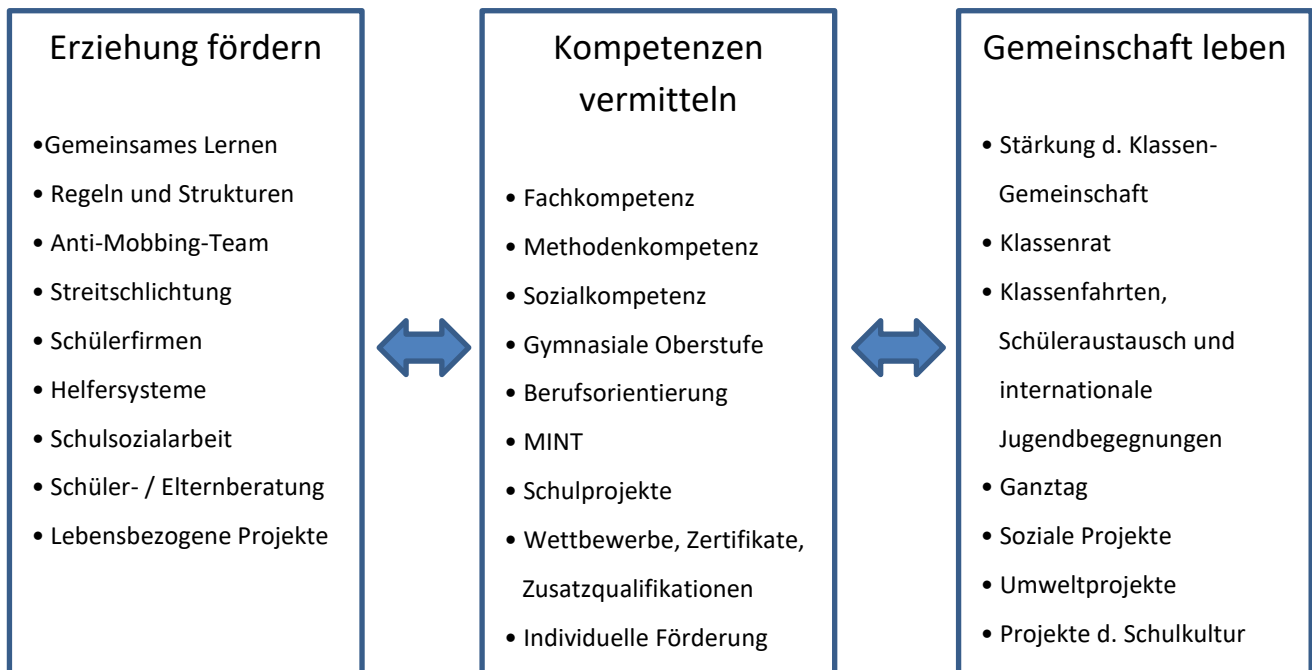 Erziehung fördern
•Gemeinsames Lernen
• Regeln und Strukturen
• Anti-Mobbing-Team
• Streitschlichtung
• Schülerfirmen
• Helfersysteme
• Schulsozialarbeit
• Schüler- / Elternberatung
• Lebensbezogene Projekte
Kompetenzen
vermitteln
• Fachkompetenz
• Methodenkompetenz
• Sozialkompetenz
• Gymnasiale Oberstufe
• Berufsorientierung
• MINT
• Schulprojekte
• Wettbewerbe, Zertifikate,
Zusatzqualifikationen
• Individuelle Förderung
Gemeinschaft leben
• Stärkung d. Klassen-
Gemeinschaft
• Klassenrat
• Klassenfahrten,
Schüleraustausch und
internationale
Jugendbegegnungen
• Ganztag
• Soziale Projekte
• Umweltprojekte
• Projekte d. Schulkultur